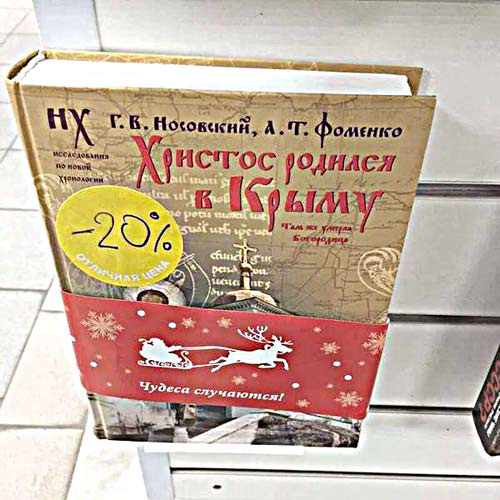 НХ
исследования
по новой
хронологии
Г. В. Носовский, А. Т. Фоменко
Христос родился
в Крыму
Там же умерла
Богородица
-20%
ОТЛИЧНАЯ ЦЕНА
Чудеса случаются!